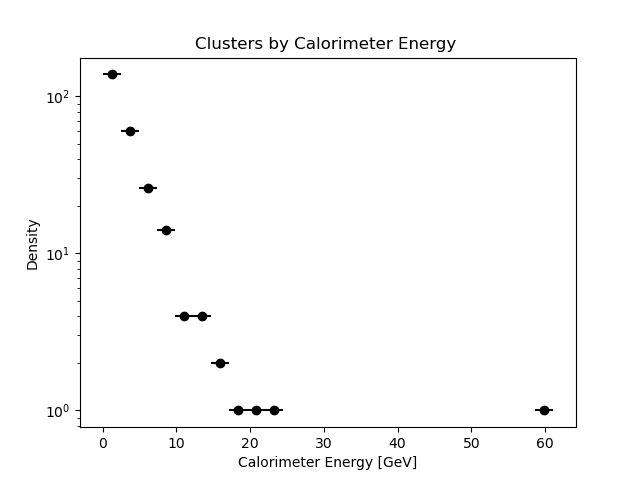 Clusters by Calorimeter Energy
Density
10²
10¹
10⁰
0 10 20 30 40 50 60
Calorimeter Energy [GeV]